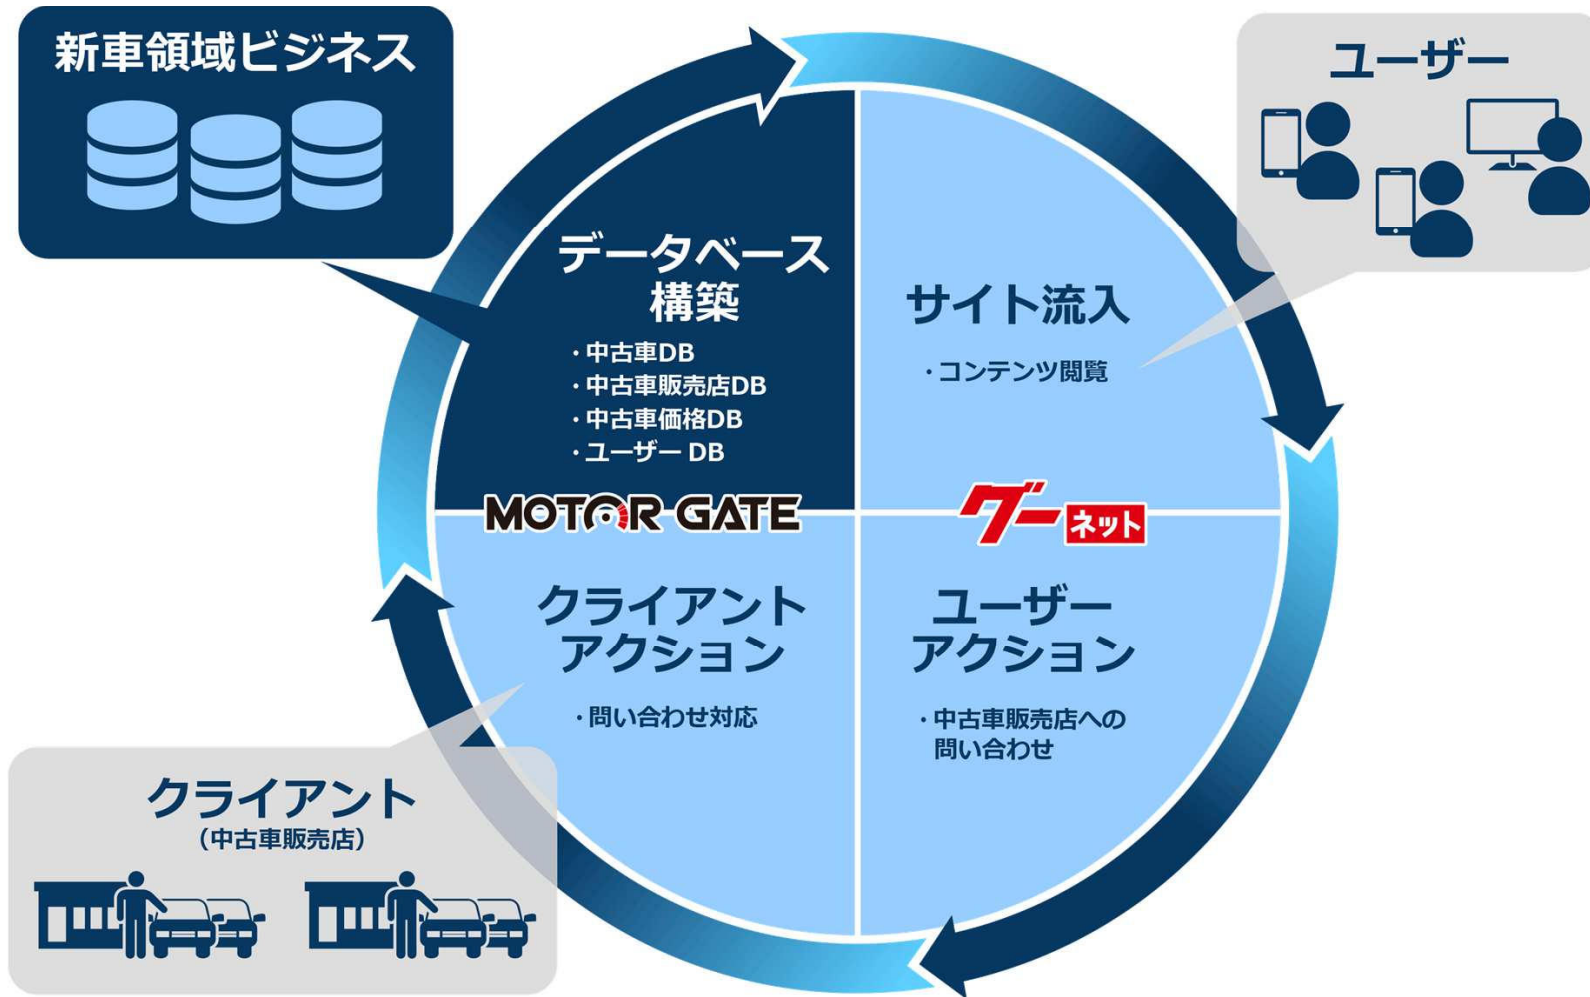 新車領域ビジネス
ユーザー
データベース
構築
・中古車DB
・中古車販売店DB
・中古車価格DB
・ユーザー DB
サイト流入
・コンテンツ閲覧
MOTOR GATE
グーネット
クライアント
アクション
・問い合わせ対応
ユーザー
アクション
・中古車販売店への
問い合わせ
クライアント
（中古車販売店）